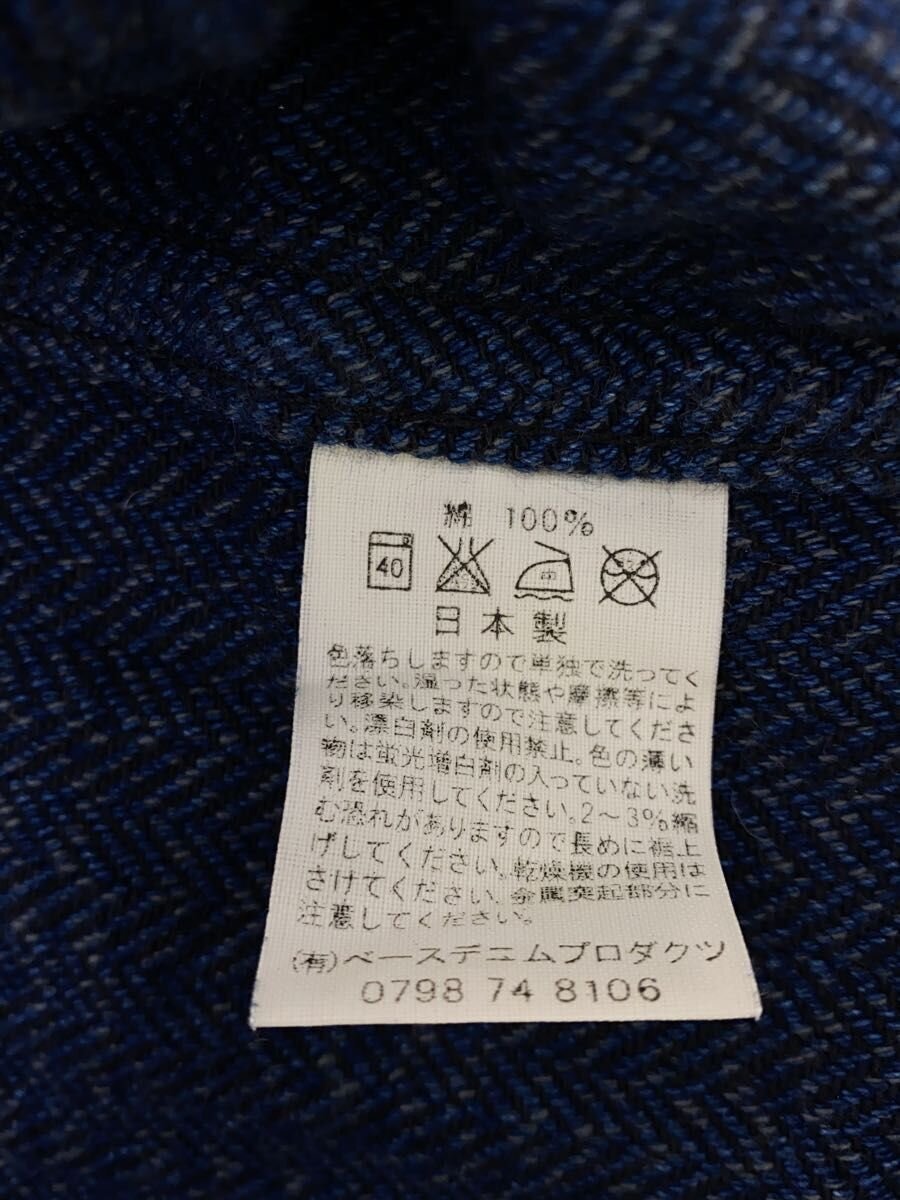 綿 100%
40
日本製
色落ちしますので単独で洗ってく
ださい。湿った状態や摩擦等によ
り移染しますので注意してくださ
い。漂白剤の使用禁止。色の薄い
物は蛍光増白剤の入っていない洗
剤を使用してください。2～3%縮
む恐れがありますので長めに裾上
げしてください。乾燥機の使用は
さけてください。金属突起部分に
注意してください。
(有)ベースデニムプロダクツ
0798 74 8106